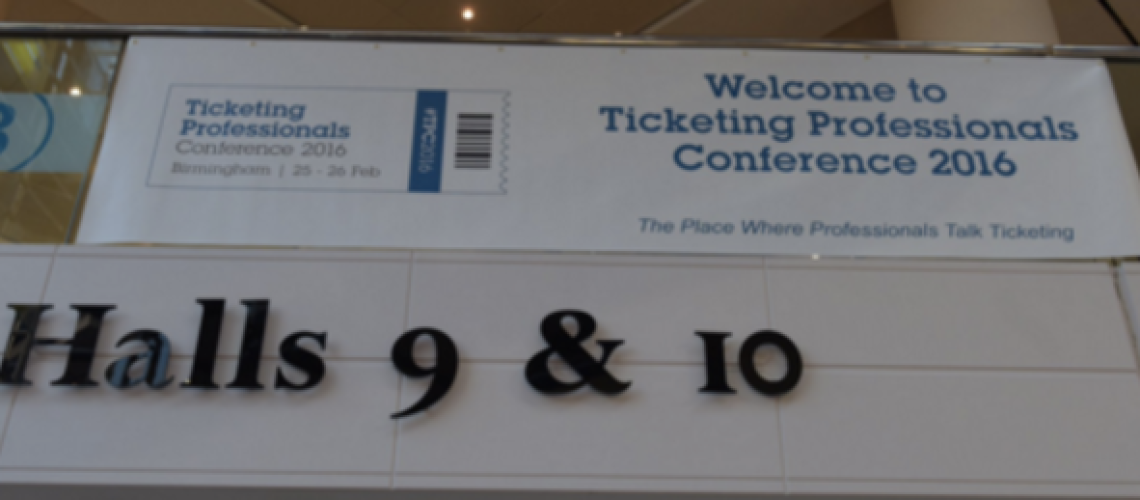 Ticketing
Professionals
Conference 2016
Birmingham | 25 - 26 Feb
#TPC2016
Welcome to
Ticketing Professionals
Conference 2016
The Place Where Professionals Talk Ticketing
Halls 9 & 10